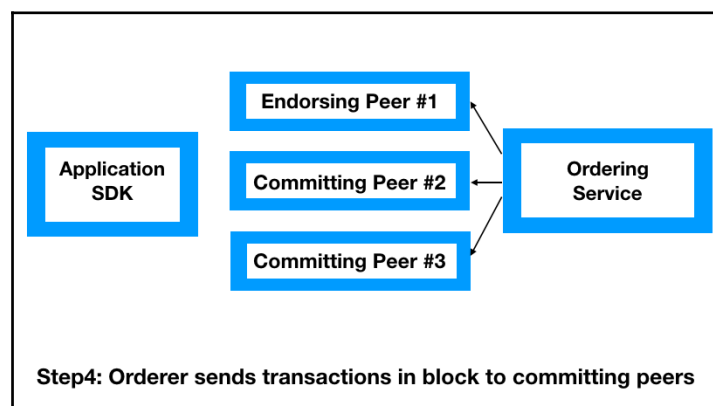 Endorsing Peer #1
Application
SDK
Committing Peer #2
Ordering
Service
Committing Peer #3
Step4: Orderer sends transactions in block to committing peers